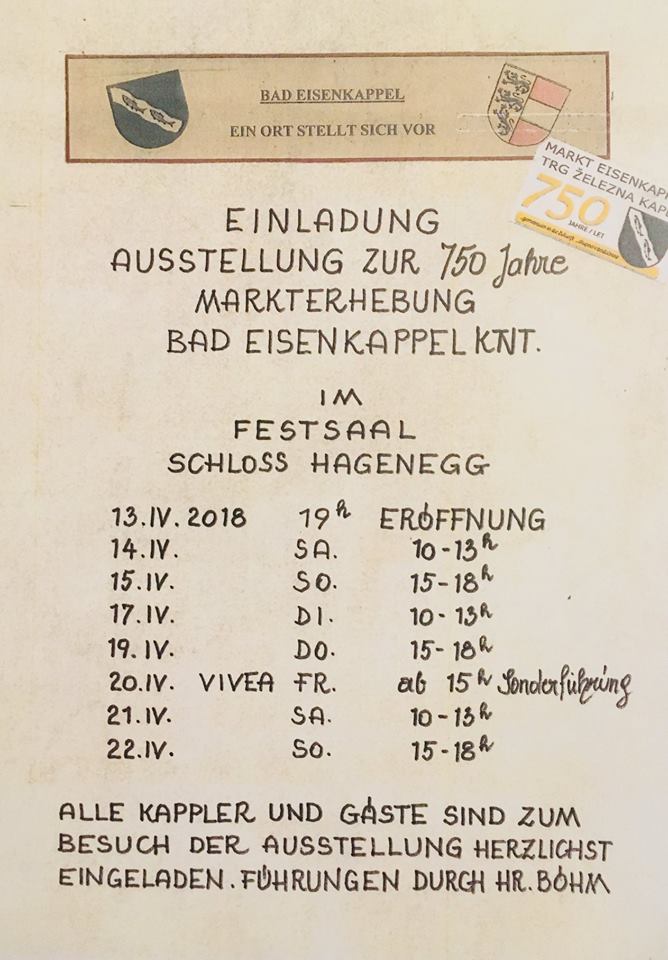 BAD EISENKAPPEL
EIN ORT STELLT SICH VOR
MARKT EISENKAP
TRG ŽELEZNA KAP
750
JAHRE / LET
EINLADUNG
AUSSTELLUNG ZUR 750 Jahre
MARKTERHEBUNG
BAD EISENKAPPEL KNT.
IM
FESTSAAL
SCHLOSS HAGENEGG
13.IV. 2018 19h ERÖFFNUNG
14.IV. SA. 10-13h
15.IV. SO. 15-18h
17.IV. DI. 10-13h
19.IV. DO. 15-18h
20.IV. VIVEA FR. ab 15h Sonderführung
21.IV. SA. 10-13h
22.IV. SO. 15-18h
ALLE KAPPLER UND GÄSTE SIND ZUM
BESUCH DER AUSSTELLUNG HERZLICHST
EINGELADEN. FÜHRUNGEN DURCH HR. BÖHM